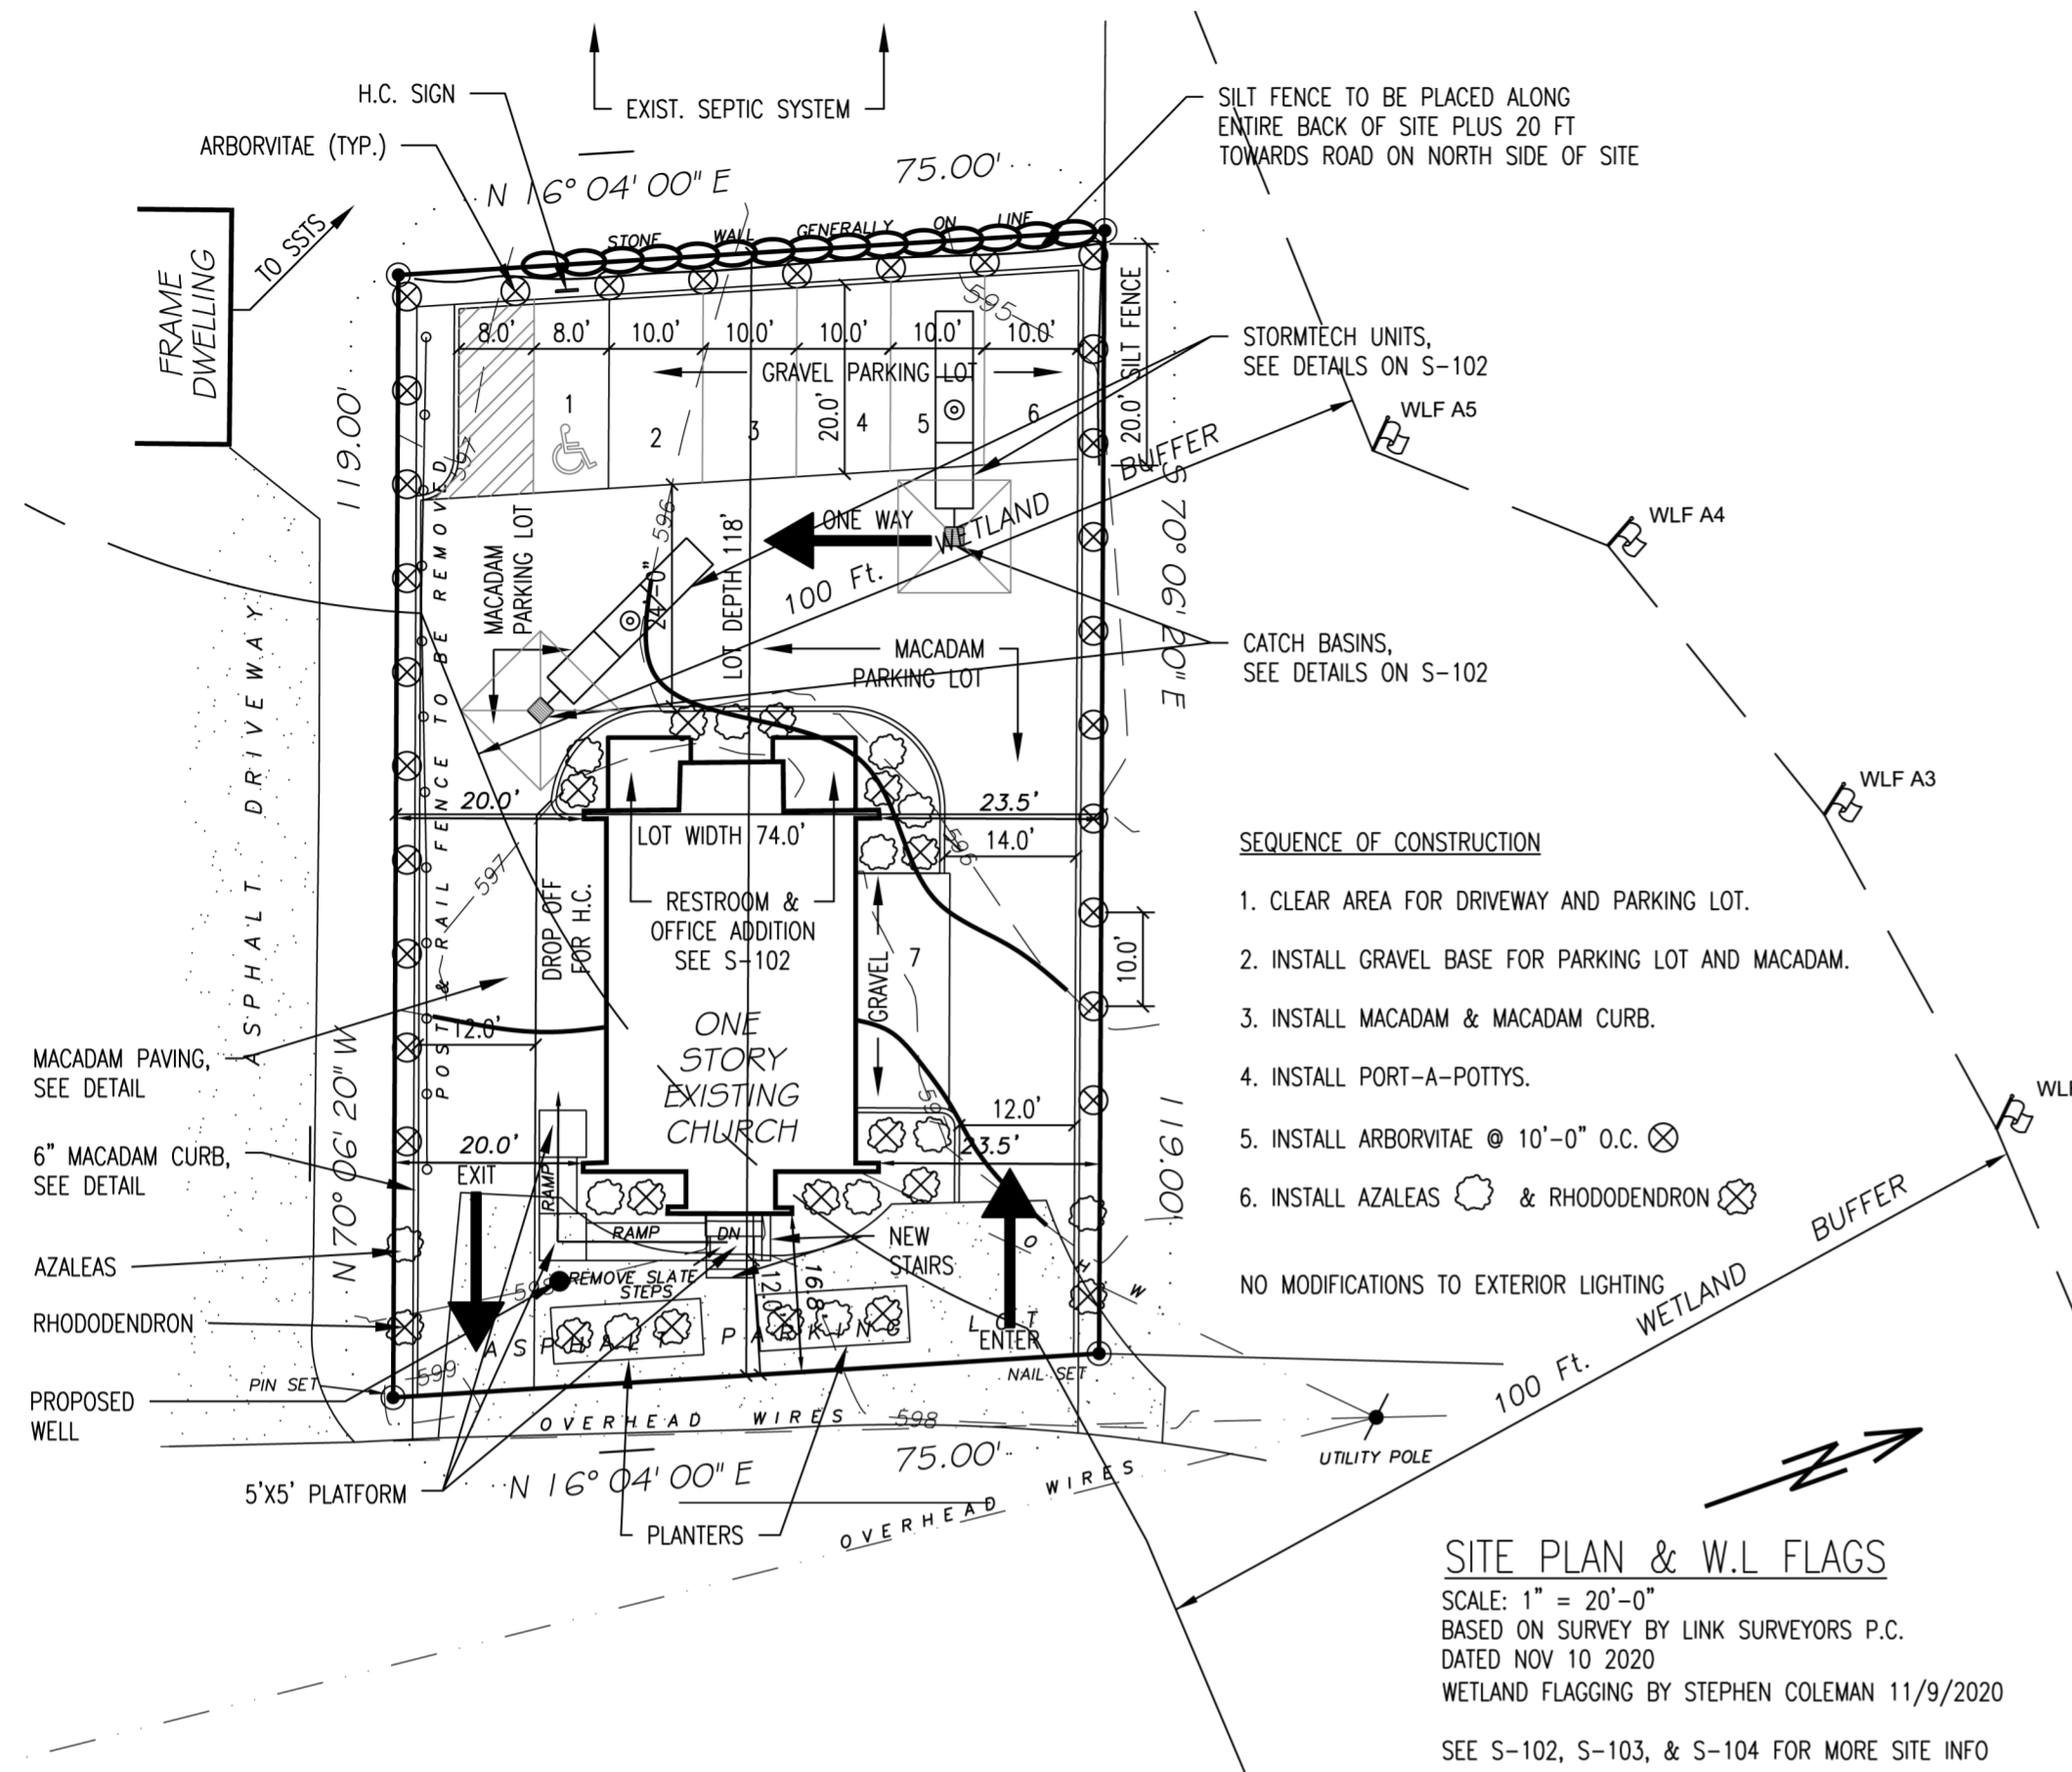 H.C. SIGN
ARBORVITAE (TYP.)
EXIST. SEPTIC SYSTEM
SILT FENCE TO BE PLACED ALONG
ENTIRE BACK OF SITE PLUS 20 FT
TOWARDS ROAD ON NORTH SIDE OF SITE
N 16° 04' 00" E
75.00'
FRAME
DWELLING
TO SSTS
STONE WALL GENERALLY ON LINE
119.00'
8.0'
8.0'
10.0'
10.0'
10.0'
10.0'
10.0'
595
GRAVEL PARKING LOT
20.0'
1
2
3
4
5
6
20.0' SILT FENCE
STORMTECH UNITS,
SEE DETAILS ON S-102
WLF A5
WLF A4
597
596
MACADAM
PARKING LOT
24'-0"
LOT DEPTH 118'
ONE WAY
100 Ft. WETLAND BUFFER
S 70° 06' 20" E
CATCH BASINS,
SEE DETAILS ON S-102
MACADAM
PARKING LOT
POST & RAIL FENCE TO BE REMOVED
ASPHALT DRIVEWAY
WLF A3
20.0'
23.5'
14.0'
LOT WIDTH 74.0'
597
596
DROP OFF
FOR H.C.
RESTROOM &
OFFICE ADDITION
SEE S-102
GRAVEL
7
10.0'
SEQUENCE OF CONSTRUCTION
1. CLEAR AREA FOR DRIVEWAY AND PARKING LOT.
2. INSTALL GRAVEL BASE FOR PARKING LOT AND MACADAM.
3. INSTALL MACADAM & MACADAM CURB.
4. INSTALL PORT-A-POTTYS.
5. INSTALL ARBORVITAE @ 10'-0" O.C.
6. INSTALL AZALEAS & RHODODENDRON
NO MODIFICATIONS TO EXTERIOR LIGHTING
ONE
STORY
EXISTING
CHURCH
12.0'
MACADAM PAVING,
SEE DETAIL
6" MACADAM CURB,
SEE DETAIL
N 70° 06' 20" W
12.0'
20.0'
23.5'
119.00'
EXIT
RAMP
RAMP
DN
NEW
STAIRS
O H W
AZALEAS
RHODODENDRON
REMOVE SLATE
STEPS
12.0'
16.8'
ASPHALT PARKING LOT
ENTER
599
598
PIN SET
NAIL SET
PROPOSED
WELL
OVERHEAD WIRES
598
N 16° 04' 00" E
75.00'
5'X5' PLATFORM
PLANTERS
OVERHEAD WIRES
UTILITY POLE
100 Ft. WETLAND BUFFER
SITE PLAN & W.L FLAGS
SCALE: 1" = 20'-0"
BASED ON SURVEY BY LINK SURVEYORS P.C.
DATED NOV 10 2020
WETLAND FLAGGING BY STEPHEN COLEMAN 11/9/2020
SEE S-102, S-103, & S-104 FOR MORE SITE INFO